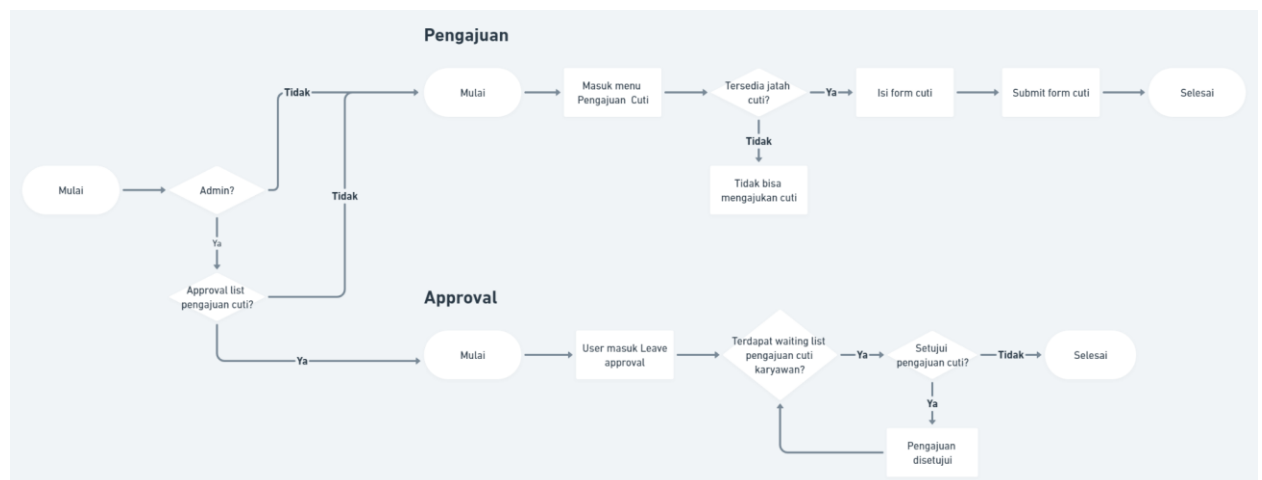 Pengajuan
Tidak
Mulai
Masuk menu
Pengajuan Cuti
Tersedia jatah
cuti?
Ya
Isi form cuti
Submit form cuti
Selesai
Tidak
Tidak bisa
mengajukan cuti
Mulai
Admin?
Tidak
Ya
Approval list
pengajuan cuti?
Ya
Approval
Mulai
User masuk Leave
approval
Terdapat waiting list
pengajuan cuti
karyawan?
Ya
Setujui
pengajuan cuti?
Tidak
Selesai
Ya
Pengajuan
disetujui